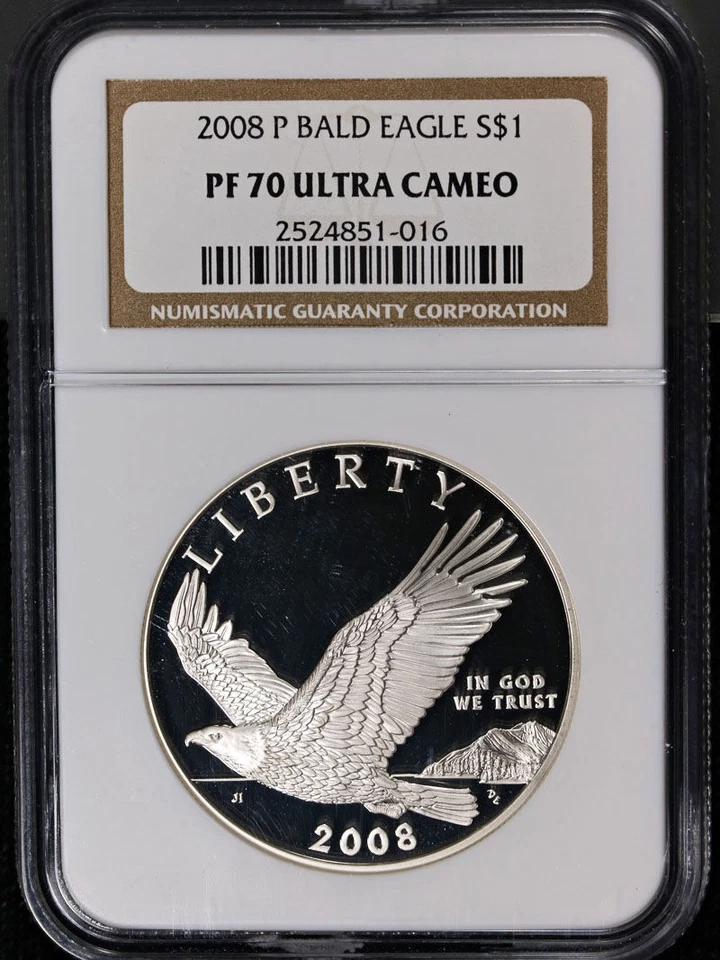 2008 P BALD EAGLE S$1
PF 70 ULTRA CAMEO
2524851-016
NUMISMATIC GUARANTY CORPORATION
LIBERTY
IN GOD
WE TRUST
JI
DE
2008